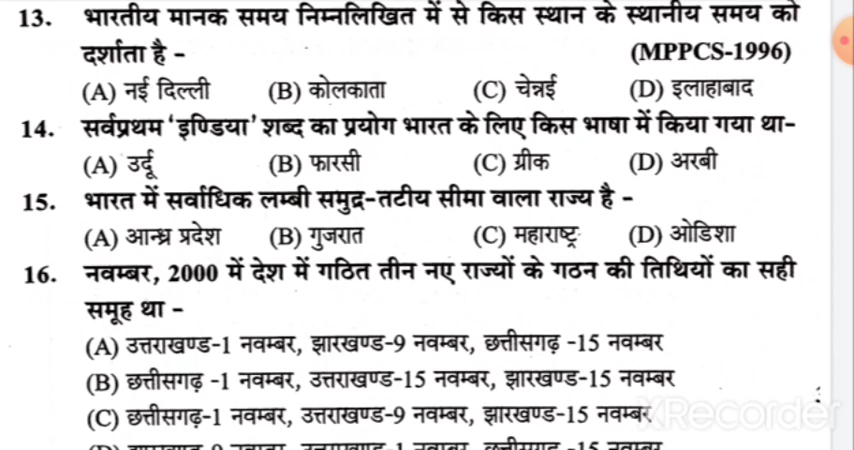 13. भारतीय मानक समय निम्नलिखित में से किस स्थान के स्थानीय समय को
दर्शाता है - (MPPCS-1996)
(A) नई दिल्ली (B) कोलकाता (C) चेन्नई (D) इलाहाबाद
14. सर्वप्रथम 'इण्डिया' शब्द का प्रयोग भारत के लिए किस भाषा में किया गया था-
(A) उर्दू (B) फारसी (C) ग्रीक (D) अरबी
15. भारत में सर्वाधिक लम्बी समुद्र-तटीय सीमा वाला राज्य है -
(A) आन्ध्र प्रदेश (B) गुजरात (C) महाराष्ट्र (D) ओडिशा
16. नवम्बर, 2000 में देश में गठित तीन नए राज्यों के गठन की तिथियों का सही
समूह था -
(A) उत्तराखण्ड-1 नवम्बर, झारखण्ड-9 नवम्बर, छत्तीसगढ़ -15 नवम्बर
(B) छत्तीसगढ़ -1 नवम्बर, उत्तराखण्ड-15 नवम्बर, झारखण्ड-15 नवम्बर
(C) छत्तीसगढ़-1 नवम्बर, उत्तराखण्ड-9 नवम्बर, झारखण्ड-15 नवम्बर
XRecorder